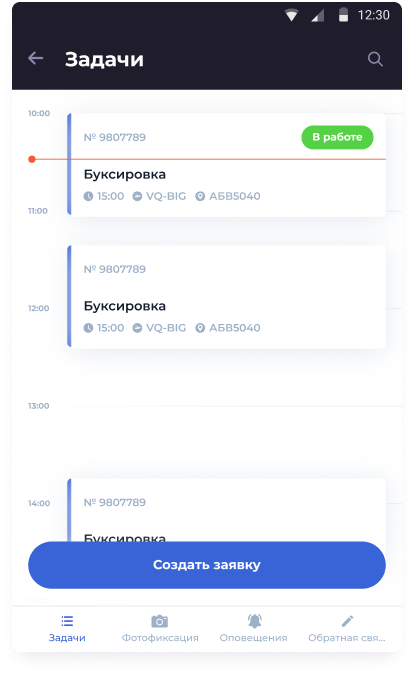 12:30
Задачи
10:00
№ 9807789
В работе
Буксировка
15:00 VQ-BIG АБВ5040
11:00
№ 9807789
Буксировка
12:00
15:00 VQ-BIG АБВ5040
13:00
№ 9807789
14:00
Буксировка
Создать заявку
Задачи Фотофиксация Оповещения Обратная свя...